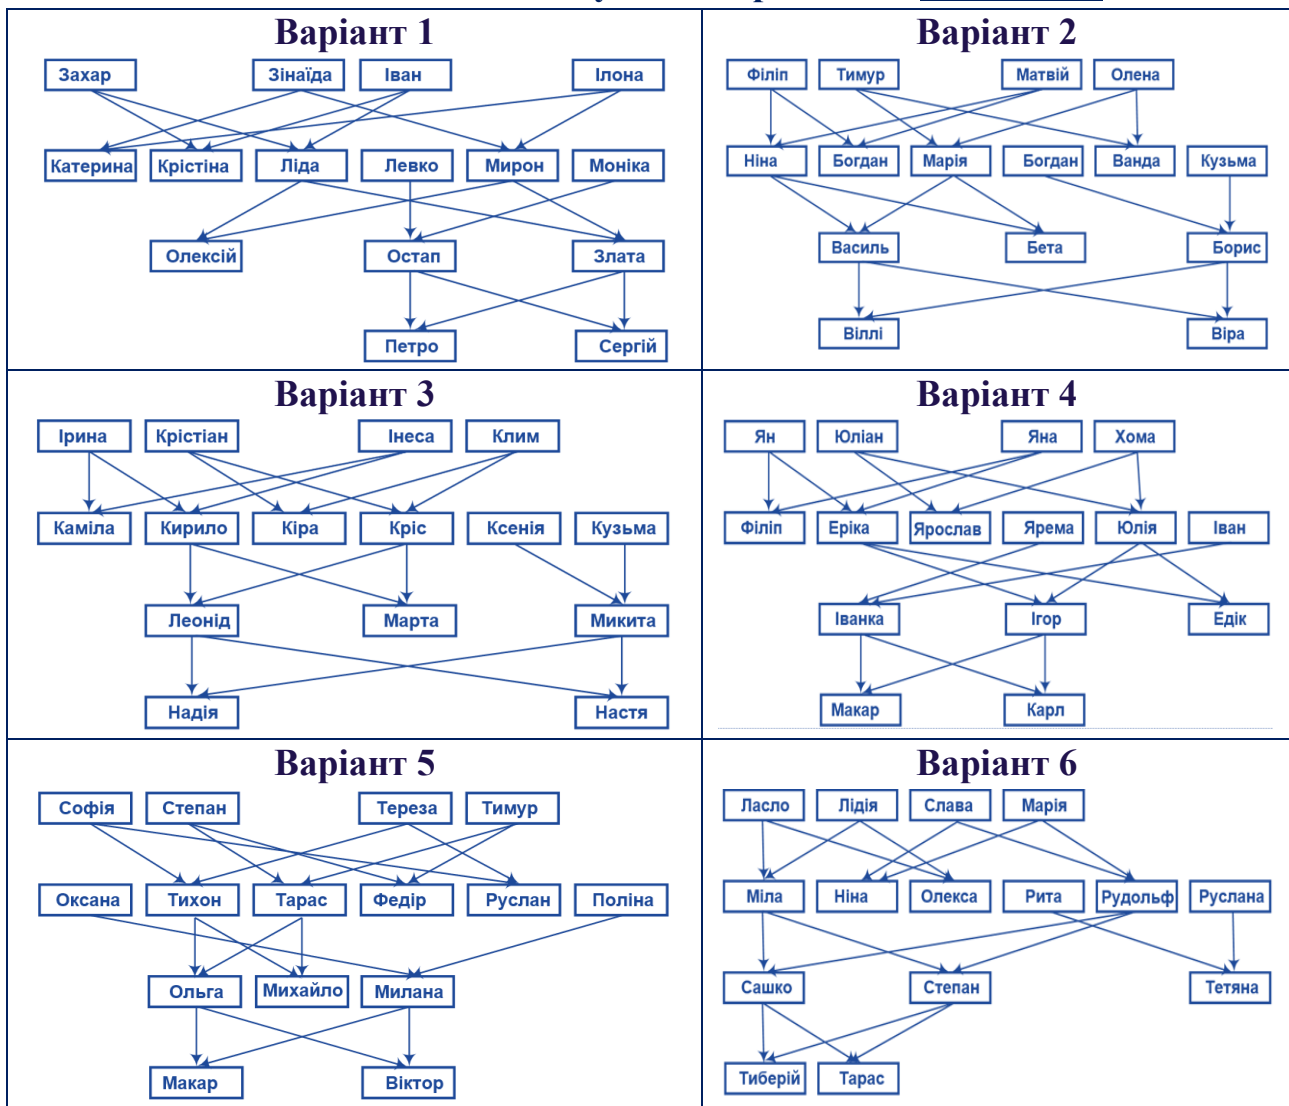 Варіант 1
Захар Зінаїда Іван Ілона
Катерина Крістіна Ліда Левко Мирон Моніка
Олексій Остап Злата
Петро Сергій
Варіант 2
Філіп Тимур Матвій Олена
Ніна Богдан Марія Богдан Ванда Кузьма
Василь Бета Борис
Віллі Віра
Варіант 3
Ірина Крістіан Інеса Клим
Каміла Кирило Кіра Кріс Ксенія Кузьма
Леонід Марта Микита
Надія Настя
Варіант 4
Ян Юліан Яна Хома
Філіп Еріка Ярослав Ярема Юлія Іван
Іванка Ігор Едік
Макар Карл
Варіант 5
Софія Степан Тереза Тимур
Оксана Тихон Тарас Федір Руслан Поліна
Ольга Михайло Милана
Макар Віктор
Варіант 6
Ласло Лідія Слава Марія
Міла Ніна Олекса Рита Рудольф Руслана
Сашко Степан Тетяна
Тиберій Тарас